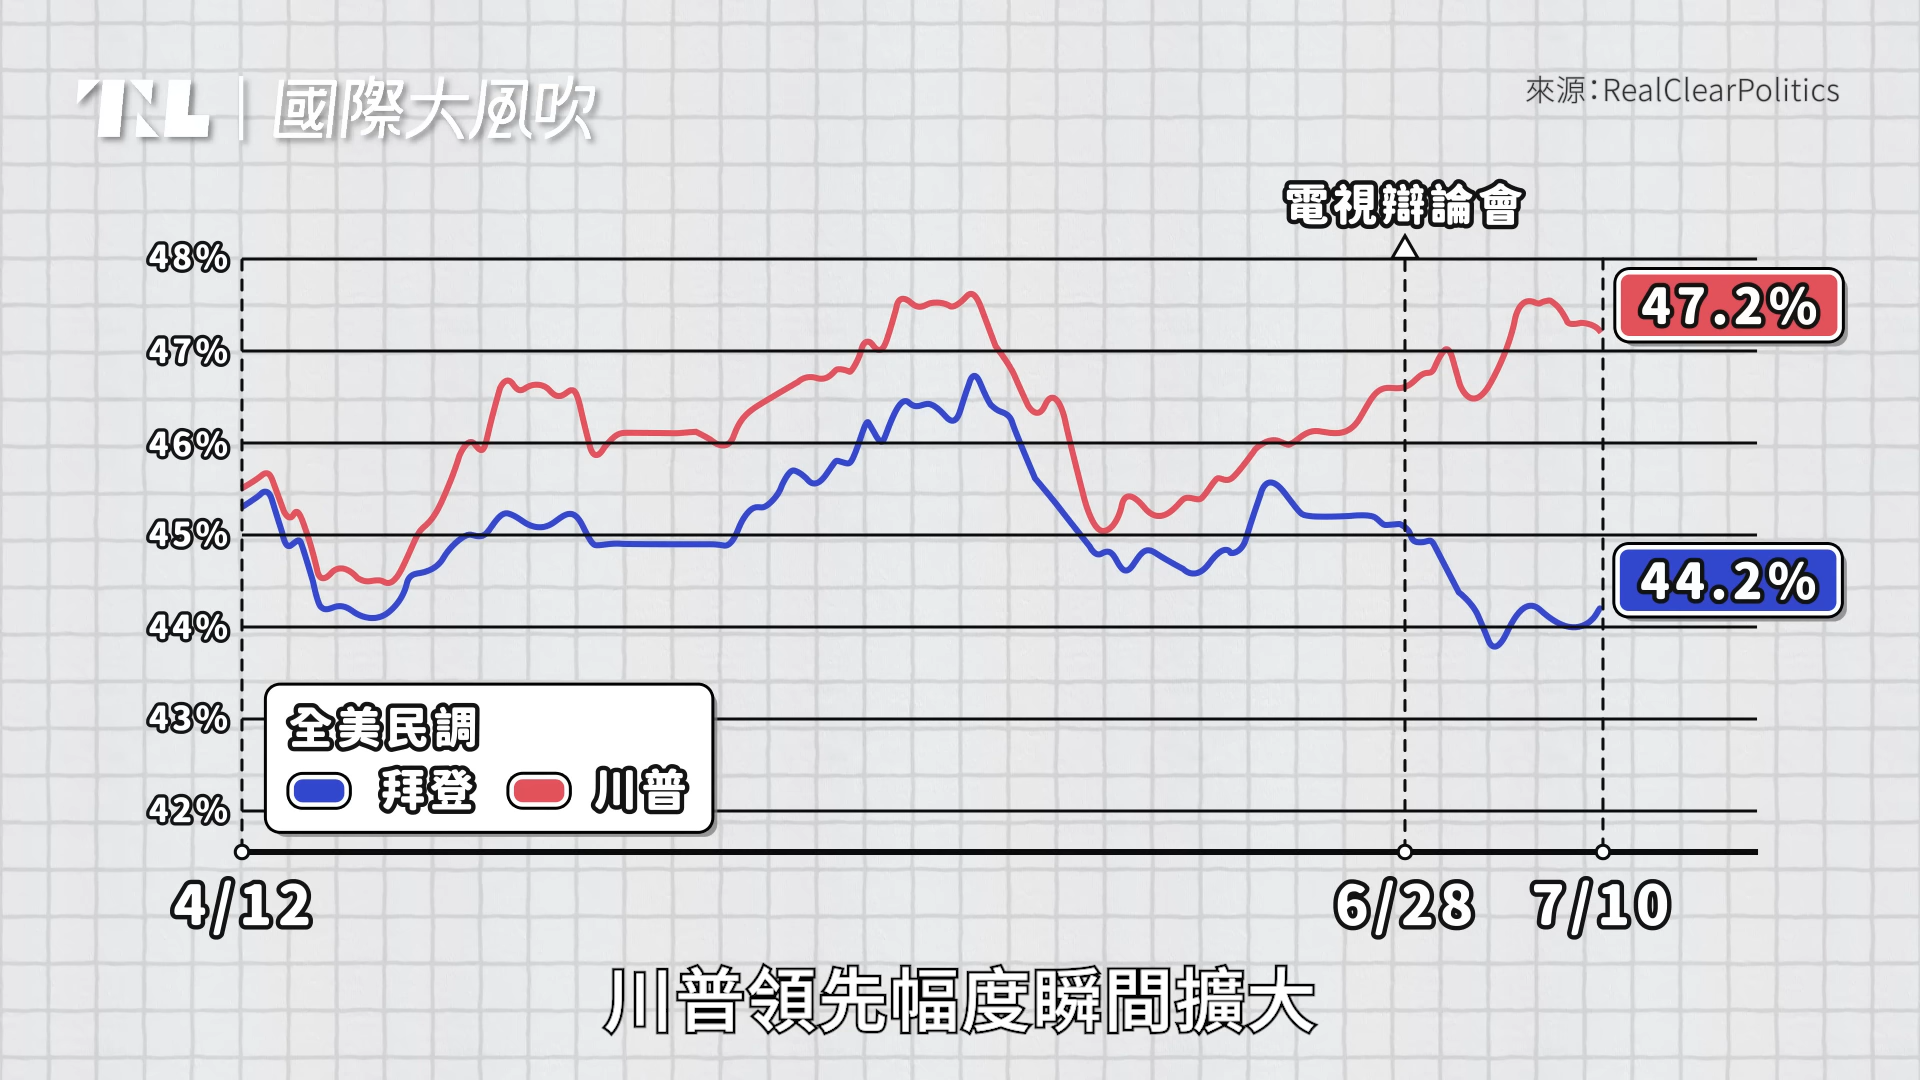 TNL | 國際大風吹
來源：RealClearPolitics
電視辯論會
48%
47%
46%
45%
44%
43%
42%
47.2%
44.2%
全美民調
拜登 川普
4/12 6/28 7/10
川普領先幅度瞬間擴大